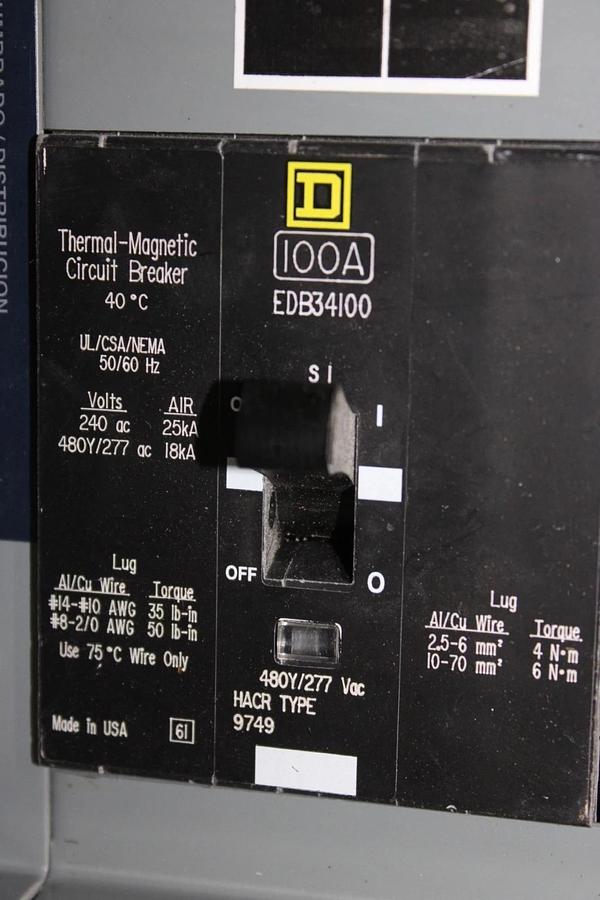 D
100A
EDB34100
Thermal-Magnetic
Circuit Breaker
40°C
UL/CSA/NEMA
50/60 Hz
Volts AIR
240 ac 25kA
480Y/277 ac 18kA
Lug
Al/Cu Wire Torque
#14-#10 AWG 35 lb-in
#8-2/0 AWG 50 lb-in
Use 75°C Wire Only
Made in USA 61
I
OFF O
480Y/277 Vac
HACR TYPE
9749
Lug
Al/Cu Wire Torque
2.5-6 mm² 4 N·m
10-70 mm² 6 N·m